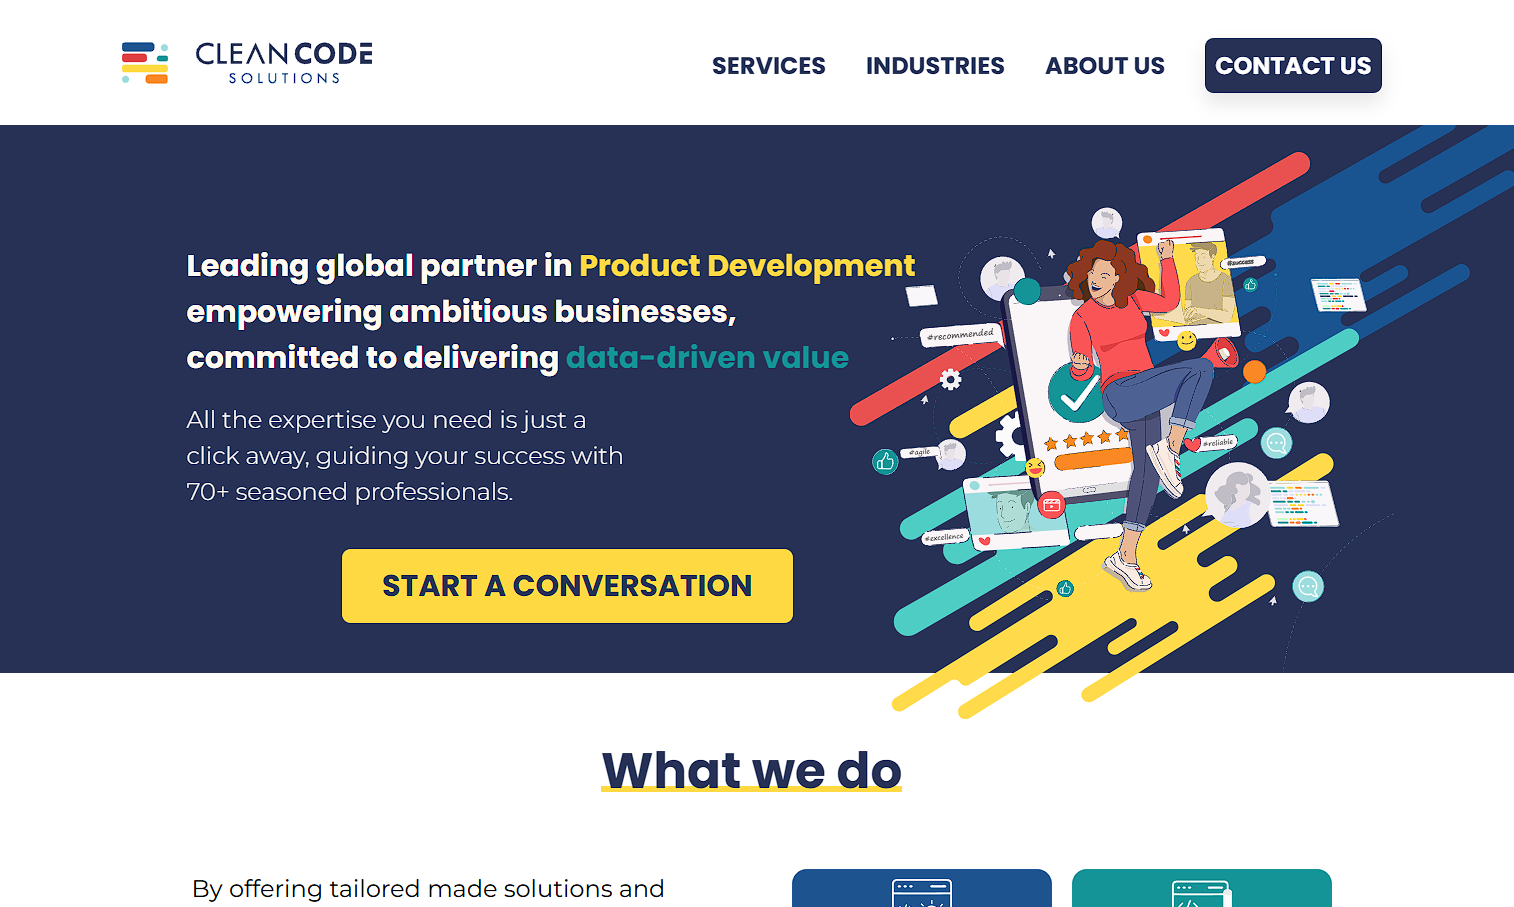 CLEAN CODE
SOLUTIONS
SERVICES
INDUSTRIES
ABOUT US
CONTACT US
Leading global partner in Product Development
empowering ambitious businesses,
committed to delivering data-driven value
All the expertise you need is just a
click away, guiding your success with
70+ seasoned professionals.
START A CONVERSATION
#success
#recommended
#reliable
#agile
#excellence
What we do
By offering tailored made solutions and